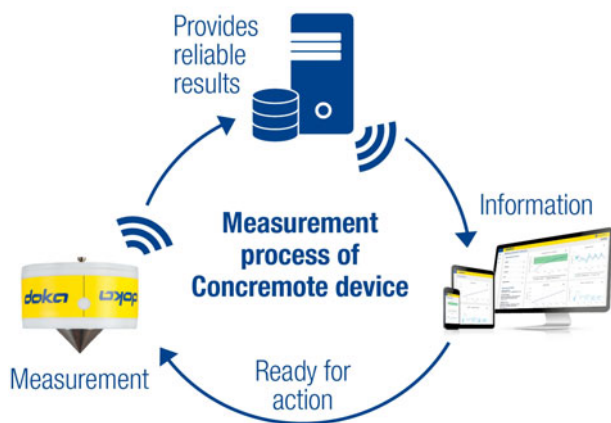 Provides
reliable
results
Information
Measurement
process of
Concremote device
doka
doka
Measurement
Ready for
action